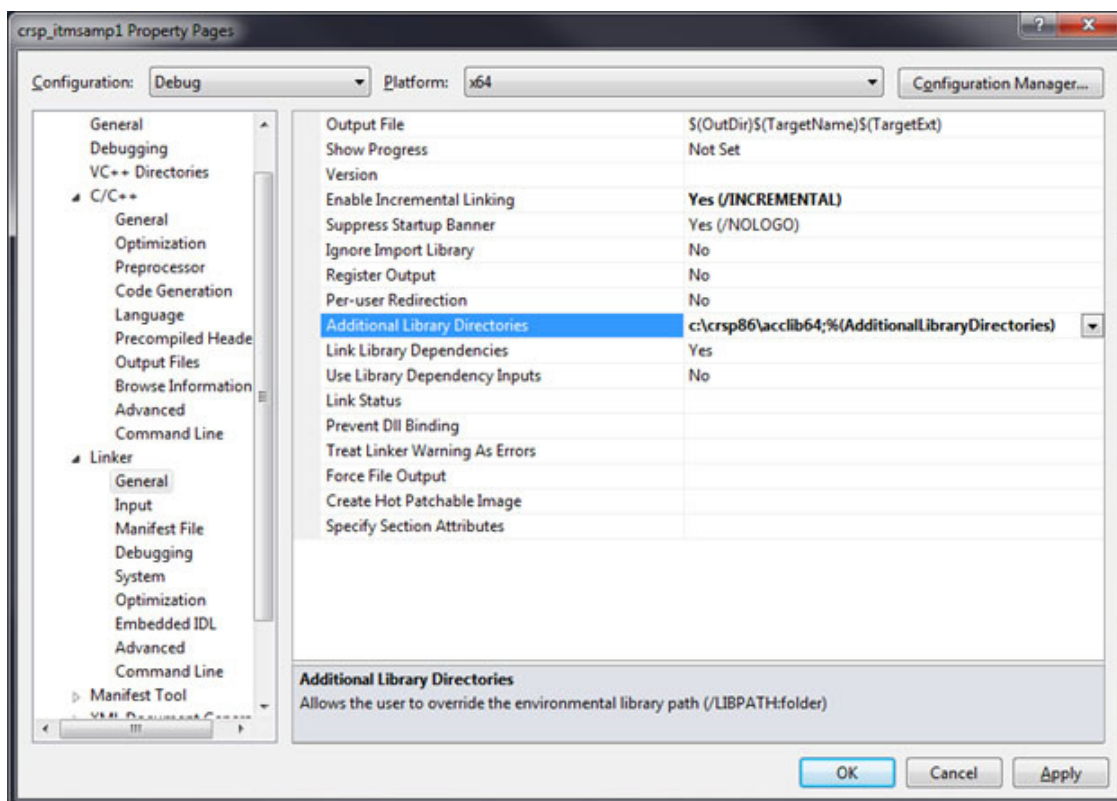 crsp_itmsamp1 Property Pages
Configuration: Debug Platform: x64 Configuration Manager...
General
Debugging
VC++ Directories
C/C++
General
Optimization
Preprocessor
Code Generation
Language
Precompiled Heade
Output Files
Browse Information
Advanced
Command Line
Linker
General
Input
Manifest File
Debugging
System
Optimization
Embedded IDL
Advanced
Command Line
Manifest Tool
Output File $(OutDir)$(TargetName)$(TargetExt)
Show Progress Not Set
Version
Enable Incremental Linking Yes (/INCREMENTAL)
Suppress Startup Banner Yes (/NOLOGO)
Ignore Import Library No
Register Output No
Per-user Redirection No
Additional Library Directories c:\crsp86\acclib64;%(AdditionalLibraryDirectories)
Link Library Dependencies Yes
Use Library Dependency Inputs No
Link Status
Prevent Dll Binding
Treat Linker Warning As Errors
Force File Output
Create Hot Patchable Image
Specify Section Attributes
Additional Library Directories
Allows the user to override the environmental library path (/LIBPATH:folder)
OK Cancel Apply